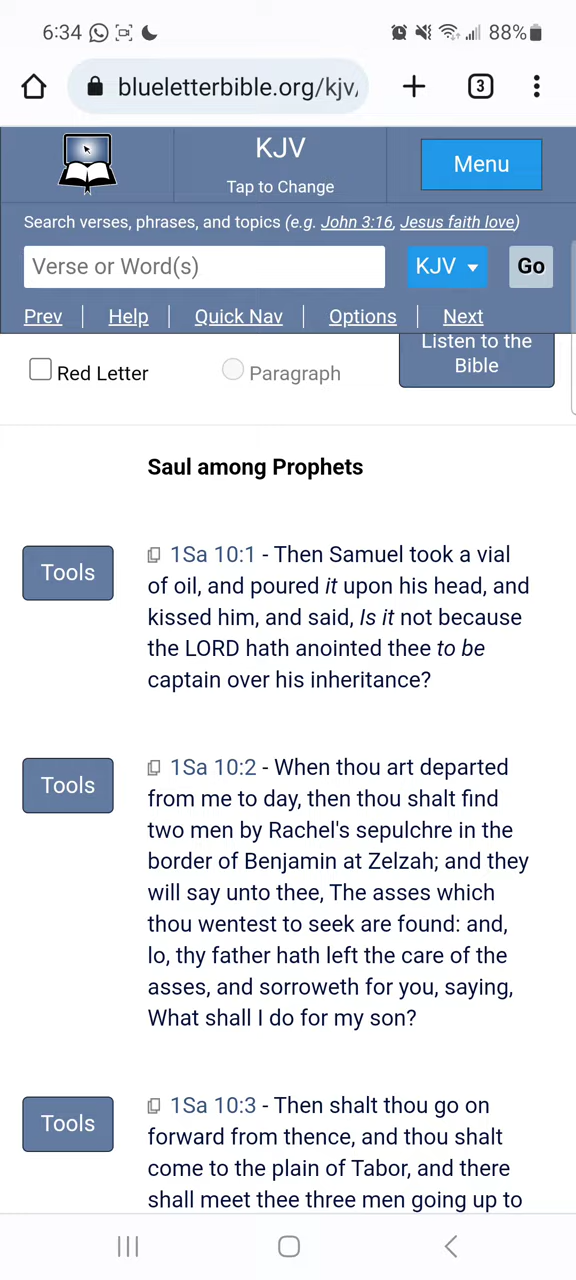 6:34 88%
blueletterbible.org/kjv/ 3
KJV
Tap to Change
Menu
Search verses, phrases, and topics (e.g. John 3:16, Jesus faith love)
Verse or Word(s) KJV Go
Prev | Help | Quick Nav | Options | Next
Red Letter Paragraph
Listen to the
Bible
Saul among Prophets
Tools
1Sa 10:1 - Then Samuel took a vial
of oil, and poured it upon his head, and
kissed him, and said, Is it not because
the LORD hath anointed thee to be
captain over his inheritance?
Tools
1Sa 10:2 - When thou art departed
from me to day, then thou shalt find
two men by Rachel's sepulchre in the
border of Benjamin at Zelzah; and they
will say unto thee, The asses which
thou wentest to seek are found: and,
lo, thy father hath left the care of the
asses, and sorroweth for you, saying,
What shall I do for my son?
Tools
1Sa 10:3 - Then shalt thou go on
forward from thence, and thou shalt
come to the plain of Tabor, and there
shall meet thee three men going up to